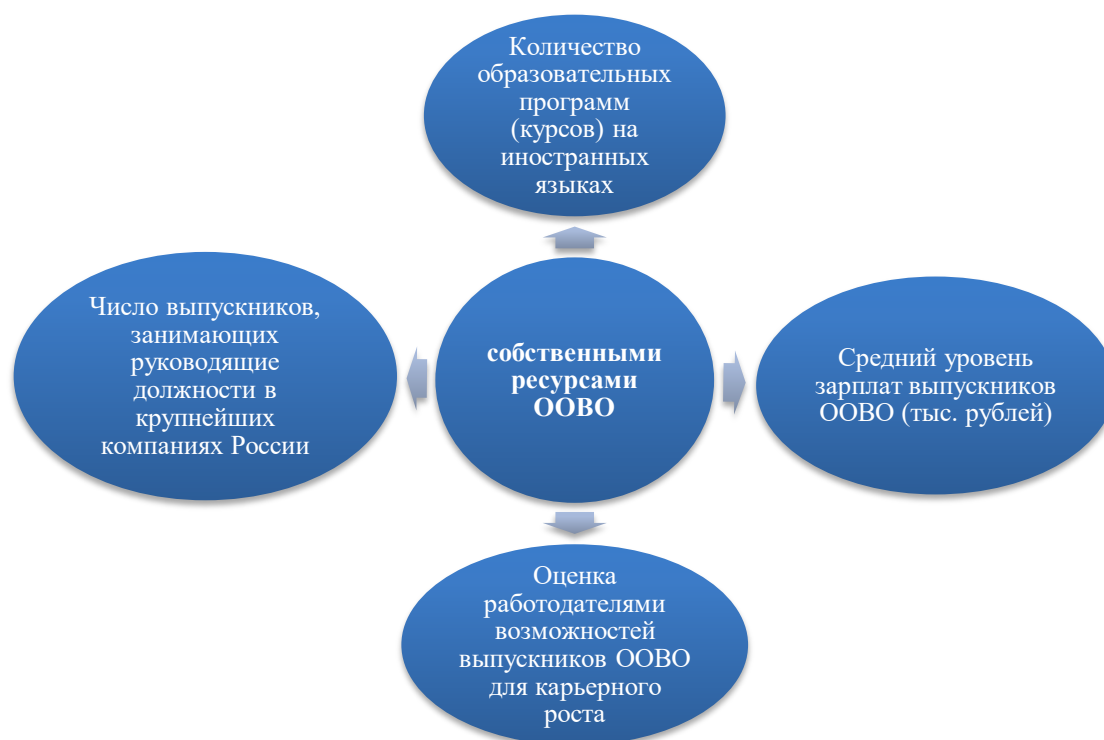 Количество
образовательных
программ
(курсов) на
иностранных
языках
Число выпускников,
занимающих
руководящие
должности в
крупнейших
компаниях России
собственными
ресурсами
ООВО
Средний уровень
зарплат выпускников
ООВО (тыс. рублей)
Оценка
работодателями
возможностей
выпускников ООВО
для карьерного
роста